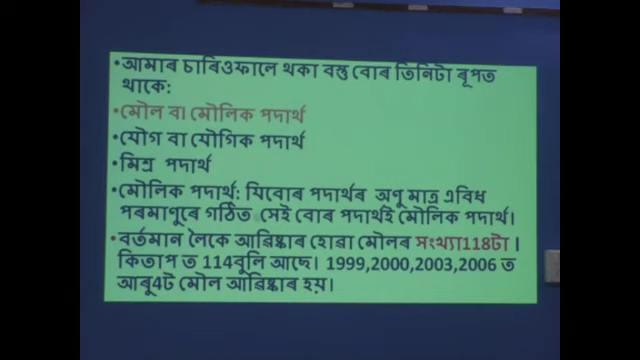 •আমাৰ চাৰিওফালে থকা বস্তু বোৰ তিনিটা ৰূপত
থাকে:
•মৌল বা মৌলিক পদাৰ্থ
•যৌগ বা যৌগিক পদাৰ্থ
•মিশ্ৰ পদাৰ্থ
•মৌলিক পদাৰ্থ: যিবোৰ পদাৰ্থৰ অণু মাত্ৰ এবিধ
পৰমাণুৰে গঠিত সেই বোৰ পদাৰ্থই মৌলিক পদাৰ্থ।
•বৰ্তমান লৈকে আৱিষ্কাৰ হোৱা মৌলৰ সংখ্যা118টা ।
কিতাপ ত 114বুলি আছে। 1999,2000,2003,2006 ত
আৰু4ট মৌল আৱিষ্কাৰ হয়।